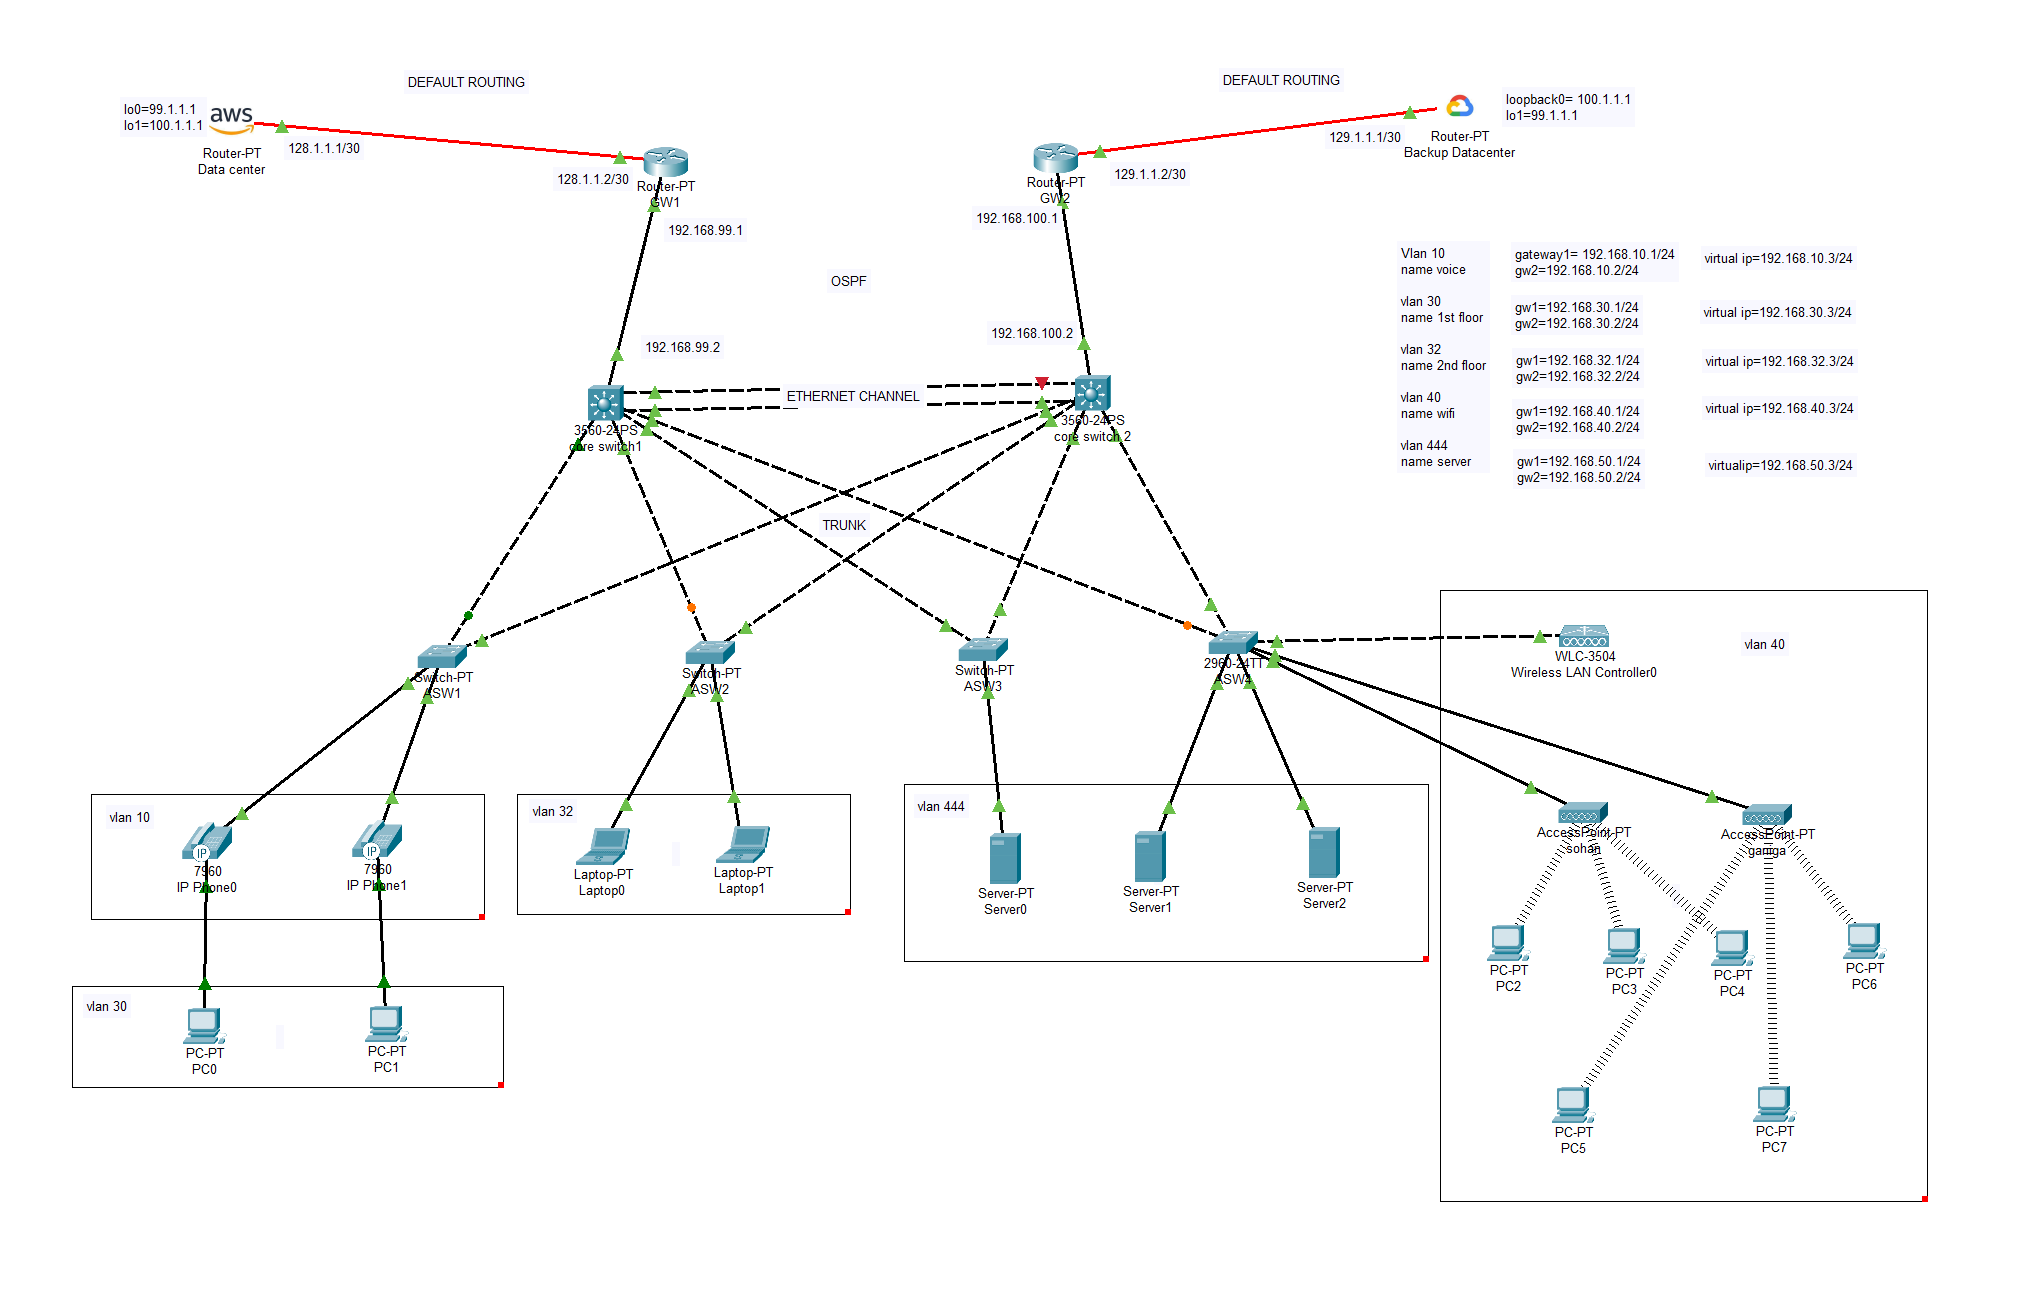 DEFAULT ROUTING
DEFAULT ROUTING
lo0=99.1.1.1
lo1=100.1.1.1
aws
Router-PT
Data center
128.1.1.1/30
128.1.1.2/30
Router-PT
GW1
192.168.99.1
loopback0= 100.1.1.1
lo1=99.1.1.1
129.1.1.1/30
Router-PT
Backup Datacenter
129.1.1.2/30
Router-PT
GW2
192.168.100.1
OSPF
192.168.99.2
192.168.100.2
ETHERNET CHANNEL
3560-24PS
core switch1
3560-24PS
core switch 2
Vlan 10
name voice
gateway1= 192.168.10.1/24
gw2=192.168.10.2/24
virtual ip=192.168.10.3/24
vlan 30
name 1st floor
gw1=192.168.30.1/24
gw2=192.168.30.2/24
virtual ip=192.168.30.3/24
vlan 32
name 2nd floor
gw1=192.168.32.1/24
gw2=192.168.32.2/24
virtual ip=192.168.32.3/24
vlan 40
name wifi
gw1=192.168.40.1/24
gw2=192.168.40.2/24
virtual ip=192.168.40.3/24
vlan 444
name server
gw1=192.168.50.1/24
gw2=192.168.50.2/24
virtualip=192.168.50.3/24
TRUNK
Switch-PT
ASW1
Switch-PT
ASW2
Switch-PT
ASW3
2960-24TT
ASW4
WLC-3504
Wireless LAN Controller0
vlan 40
vlan 10
IP
7960
IP Phone0
IP
7960
IP Phone1
vlan 32
Laptop-PT
Laptop0
Laptop-PT
Laptop1
vlan 444
Server-PT
Server0
Server-PT
Server1
Server-PT
Server2
AccessPoint-PT
sohan
AccessPoint-PT
ganga
PC-PT
PC2
PC-PT
PC3
PC-PT
PC4
PC-PT
PC6
vlan 30
PC-PT
PC0
PC-PT
PC1
PC-PT
PC5
PC-PT
PC7